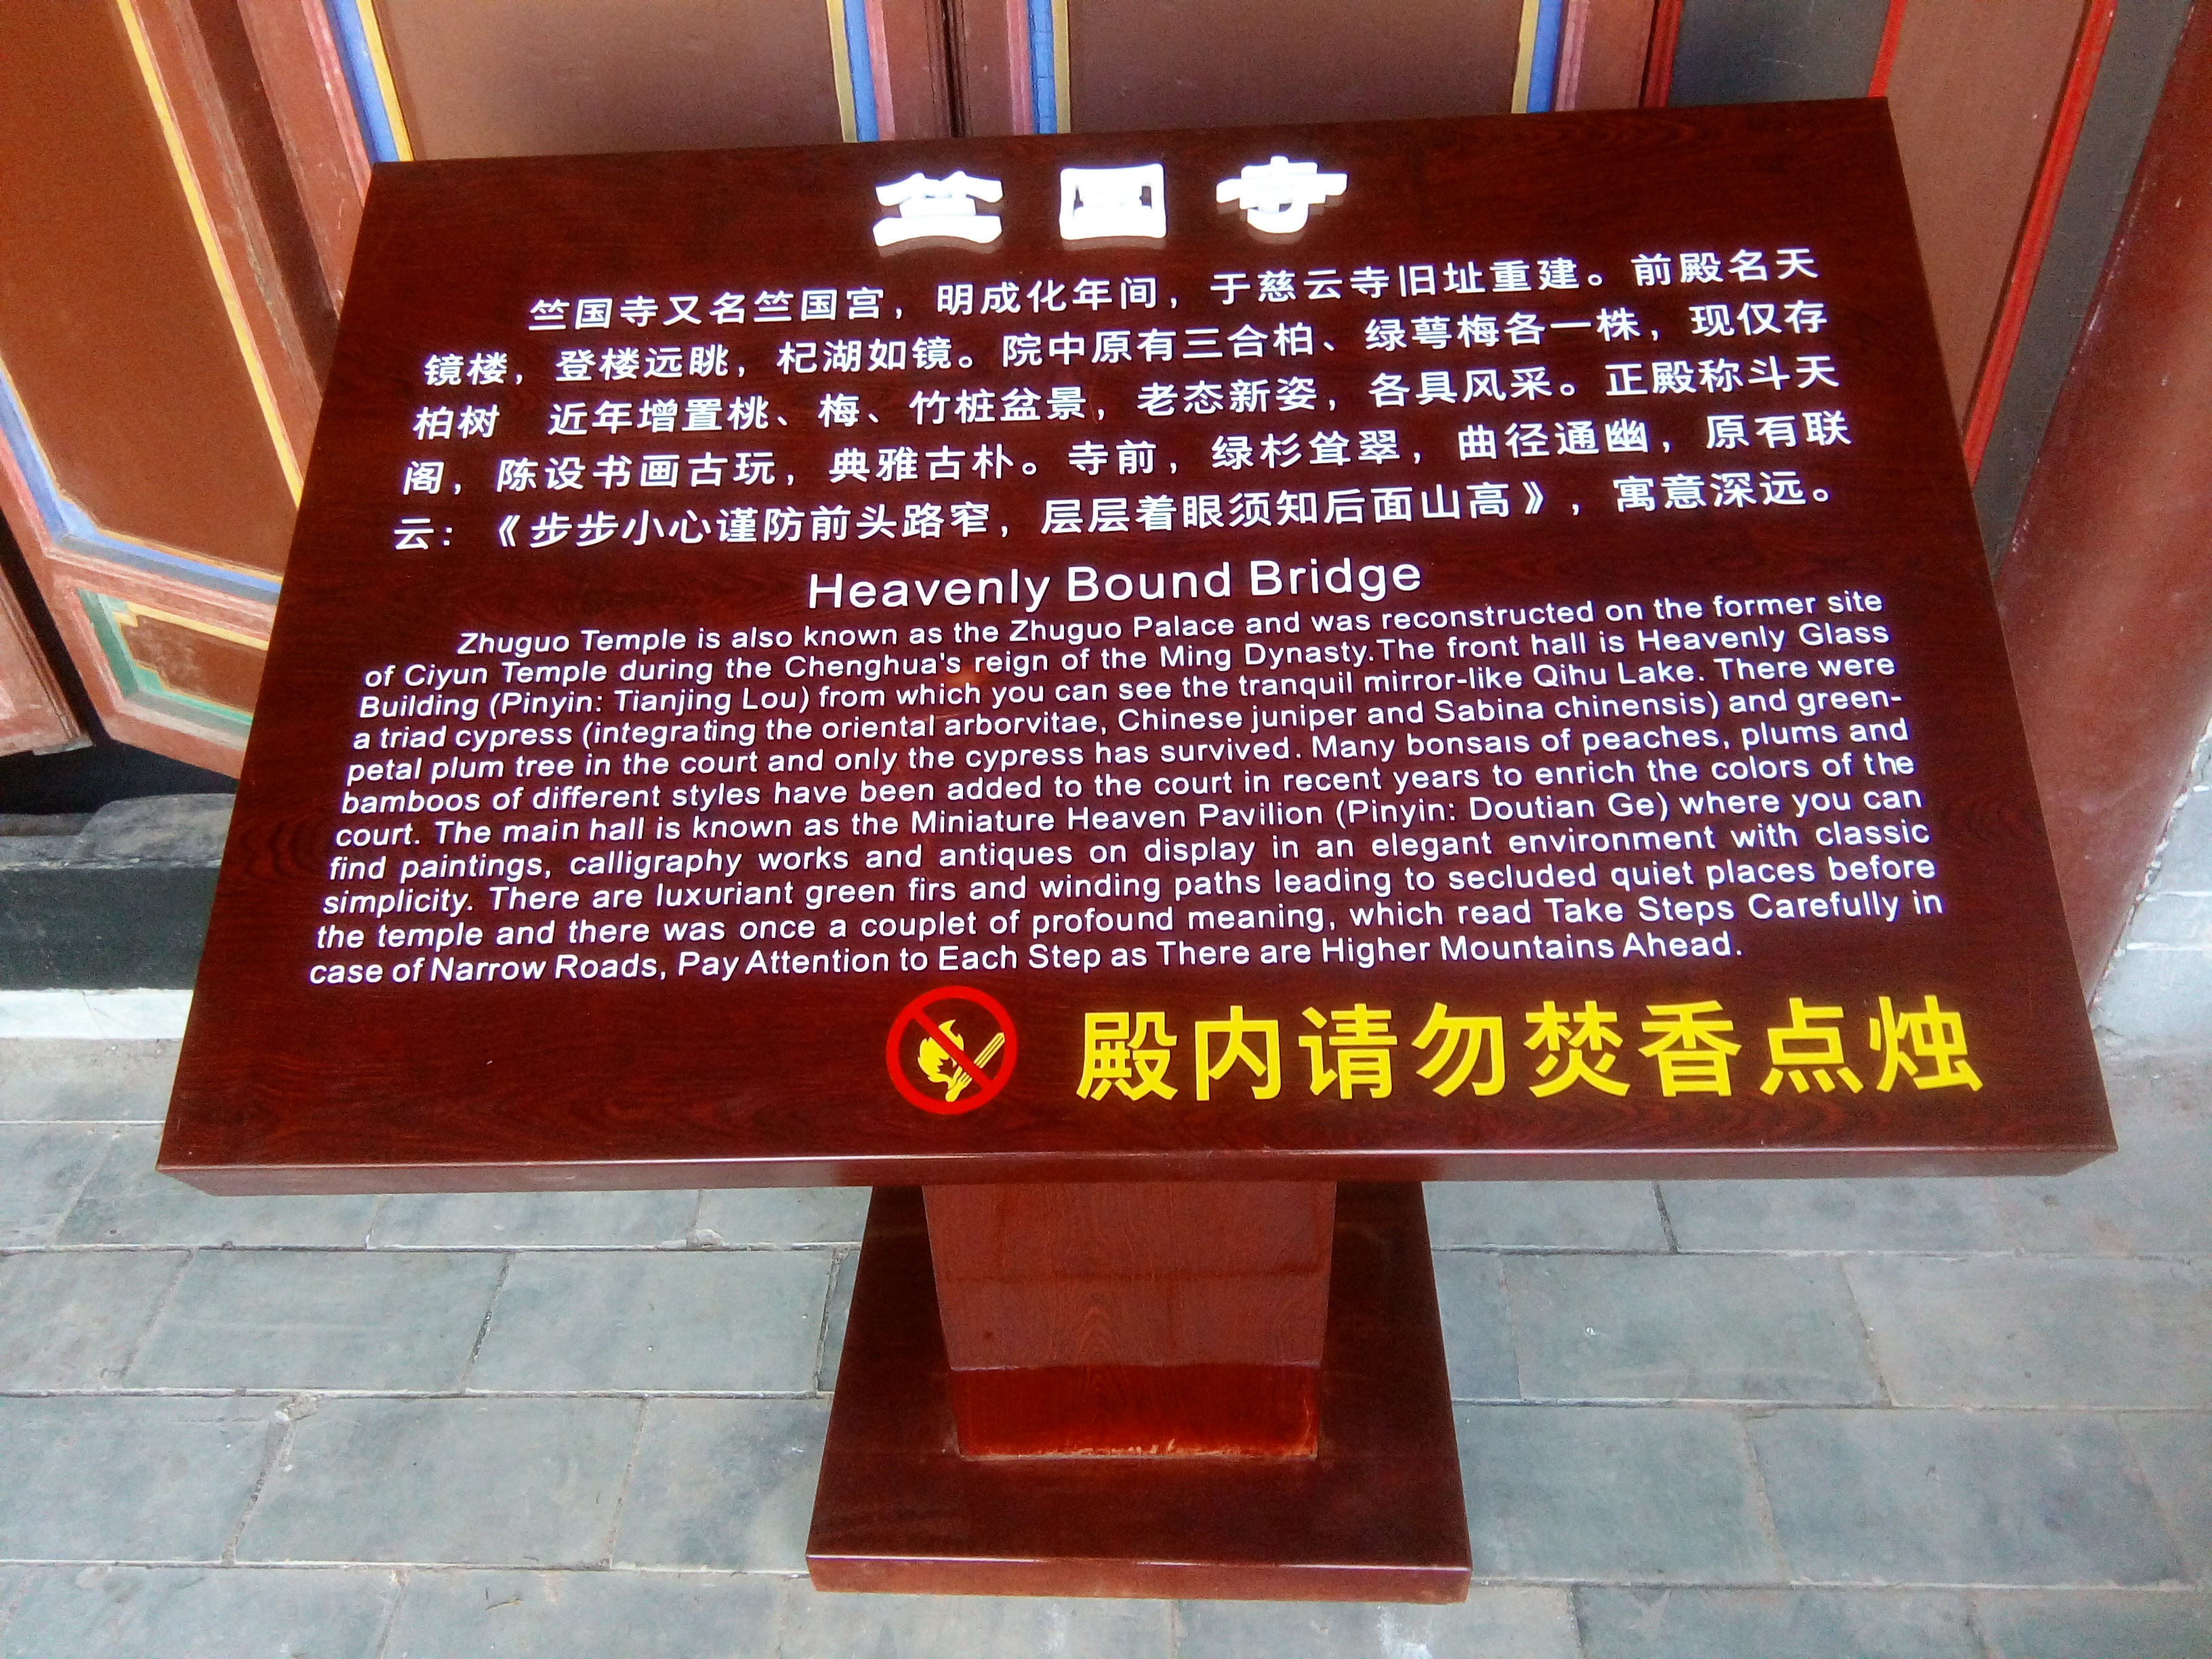 竺国寺
竺国寺又名竺国宫，明成化年间，于慈云寺旧址重建。前殿名天
镜楼，登楼远眺，杞湖如镜。院中原有三合柏、绿萼梅各一株，现仅存
柏树　近年增置桃、梅、竹桩盆景，老态新姿，各具风采。正殿称斗天
阁，陈设书画古玩，典雅古朴。寺前，绿杉耸翠，曲径通幽，原有联
云：《步步小心谨防前头路窄，层层着眼须知后面山高》，寓意深远。
Heavenly Bound Bridge
Zhuguo Temple is also known as the Zhuguo Palace and was reconstructed on the former site
of Ciyun Temple during the Chenghua's reign of the Ming Dynasty.The front hall is Heavenly Glass
Building (Pinyin: Tianjing Lou) from which you can see the tranquil mirror-like Qihu Lake. There were
a triad cypress (integrating the oriental arborvitae, Chinese juniper and Sabina chinensis) and green-
petal plum tree in the court and only the cypress has survived. Many bonsais of peaches, plums and
bamboos of different styles have been added to the court in recent years to enrich the colors of the
court. The main hall is known as the Miniature Heaven Pavilion (Pinyin: Doutian Ge) where you can
find paintings, calligraphy works and antiques on display in an elegant environment with classic
simplicity. There are luxuriant green firs and winding paths leading to secluded quiet places before
the temple and there was once a couplet of profound meaning, which read Take Steps Carefully in
case of Narrow Roads, Pay Attention to Each Step as There are Higher Mountains Ahead.
殿内请勿焚香点烛